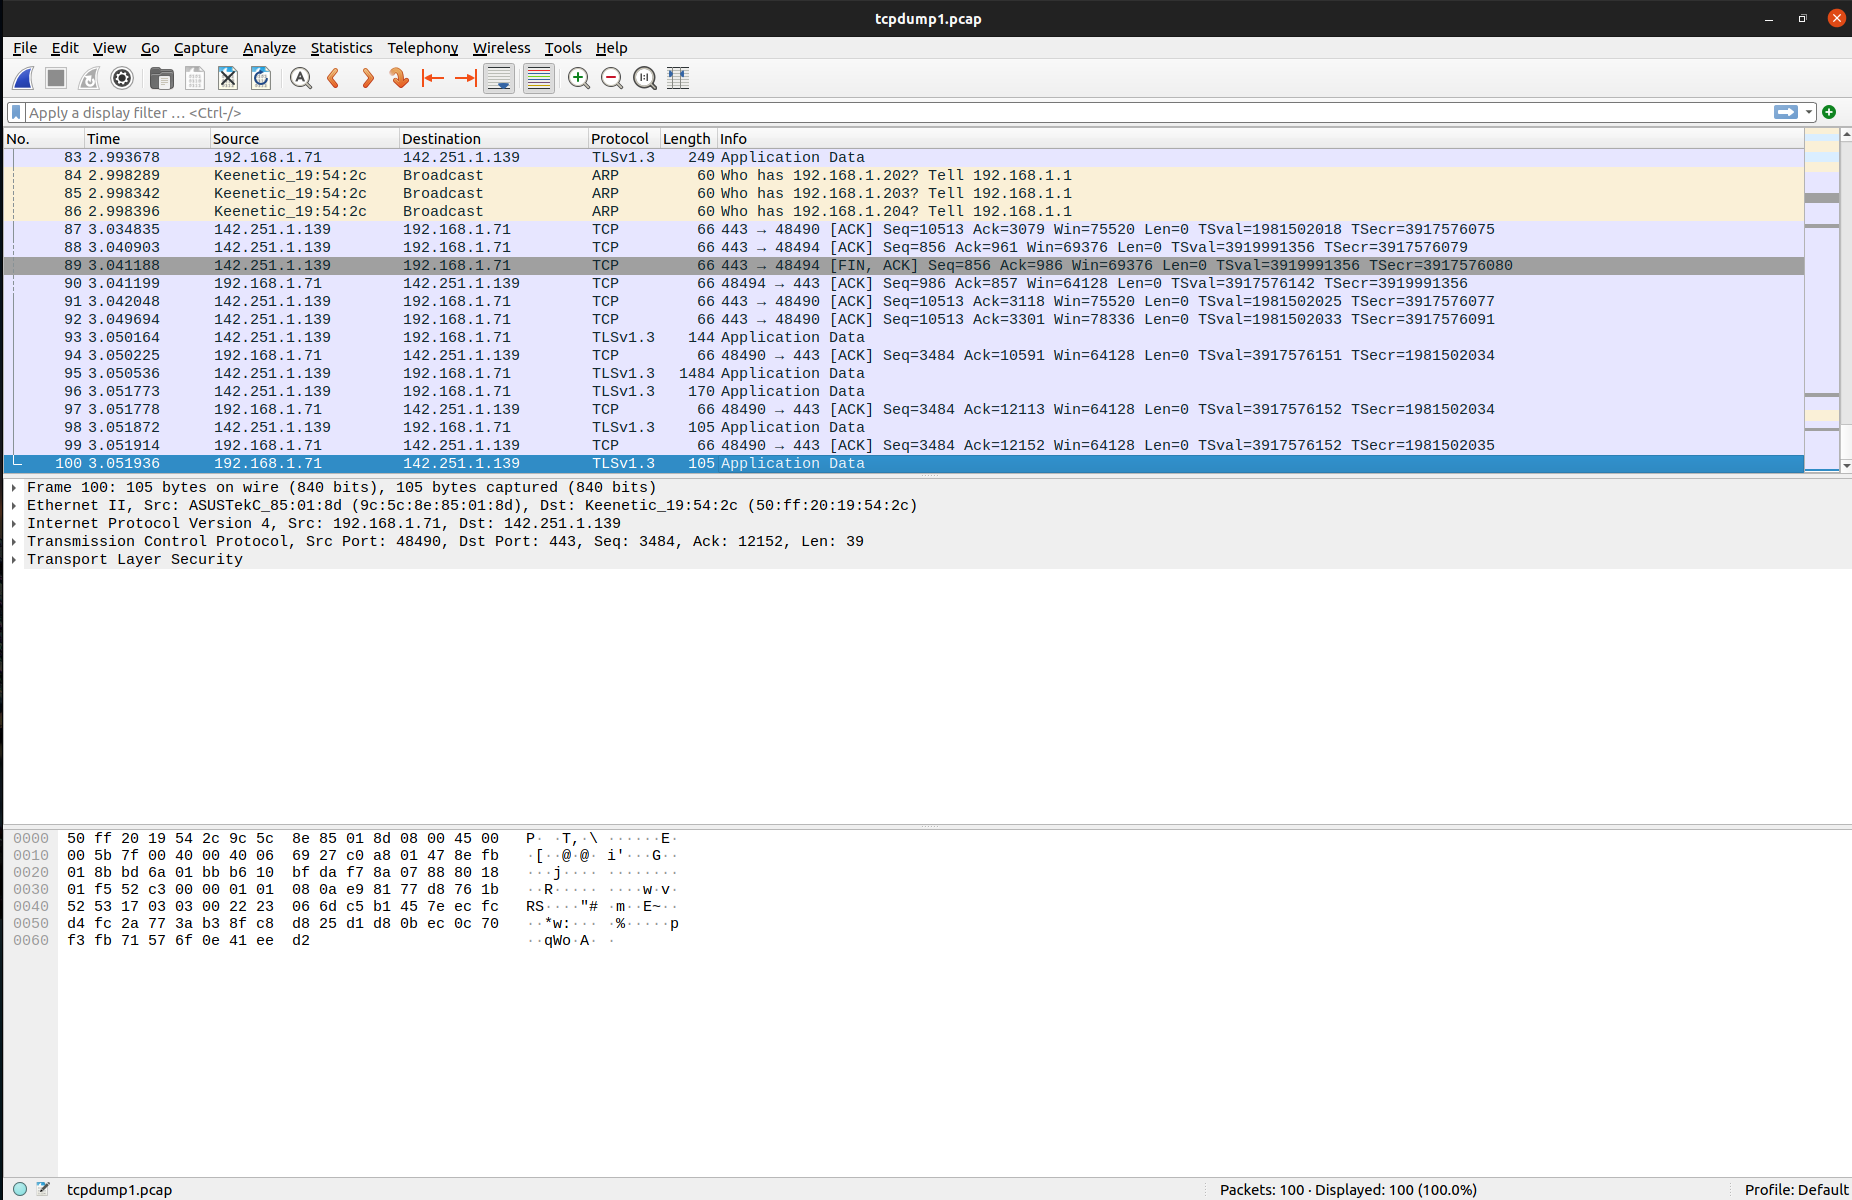 tcpdump1.pcap
File Edit View Go Capture Analyze Statistics Telephony Wireless Tools Help
Apply a display filter … <Ctrl-/>
No. Time Source Destination Protocol Length Info
83 2.993678 192.168.1.71 142.251.1.139 TLSv1.3 249 Application Data
84 2.998289 Keenetic_19:54:2c Broadcast ARP 60 Who has 192.168.1.202? Tell 192.168.1.1
85 2.998342 Keenetic_19:54:2c Broadcast ARP 60 Who has 192.168.1.203? Tell 192.168.1.1
86 2.998396 Keenetic_19:54:2c Broadcast ARP 60 Who has 192.168.1.204? Tell 192.168.1.1
87 3.034835 142.251.1.139 192.168.1.71 TCP 66 443 → 48490 [ACK] Seq=10513 Ack=3079 Win=75520 Len=0 TSval=1981502018 TSecr=3917576075
88 3.040903 142.251.1.139 192.168.1.71 TCP 66 443 → 48494 [ACK] Seq=856 Ack=961 Win=69376 Len=0 TSval=3919991356 TSecr=3917576079
89 3.041188 142.251.1.139 192.168.1.71 TCP 66 443 → 48494 [FIN, ACK] Seq=856 Ack=986 Win=69376 Len=0 TSval=3919991356 TSecr=3917576080
90 3.041199 192.168.1.71 142.251.1.139 TCP 66 48494 → 443 [ACK] Seq=986 Ack=857 Win=64128 Len=0 TSval=3917576142 TSecr=3919991356
91 3.042048 142.251.1.139 192.168.1.71 TCP 66 443 → 48490 [ACK] Seq=10513 Ack=3118 Win=75520 Len=0 TSval=1981502025 TSecr=3917576077
92 3.049694 142.251.1.139 192.168.1.71 TCP 66 443 → 48490 [ACK] Seq=10513 Ack=3301 Win=78336 Len=0 TSval=1981502033 TSecr=3917576091
93 3.050164 142.251.1.139 192.168.1.71 TLSv1.3 144 Application Data
94 3.050225 192.168.1.71 142.251.1.139 TCP 66 48490 → 443 [ACK] Seq=3484 Ack=10591 Win=64128 Len=0 TSval=3917576151 TSecr=1981502034
95 3.050536 142.251.1.139 192.168.1.71 TLSv1.3 1484 Application Data
96 3.051773 142.251.1.139 192.168.1.71 TLSv1.3 170 Application Data
97 3.051778 192.168.1.71 142.251.1.139 TCP 66 48490 → 443 [ACK] Seq=3484 Ack=12113 Win=64128 Len=0 TSval=3917576152 TSecr=1981502034
98 3.051872 142.251.1.139 192.168.1.71 TLSv1.3 105 Application Data
99 3.051914 192.168.1.71 142.251.1.139 TCP 66 48490 → 443 [ACK] Seq=3484 Ack=12152 Win=64128 Len=0 TSval=3917576152 TSecr=1981502035
100 3.051936 192.168.1.71 142.251.1.139 TLSv1.3 105 Application Data
Frame 100: 105 bytes on wire (840 bits), 105 bytes captured (840 bits)
Ethernet II, Src: ASUSTekC_85:01:8d (9c:5c:8e:85:01:8d), Dst: Keenetic_19:54:2c (50:ff:20:19:54:2c)
Internet Protocol Version 4, Src: 192.168.1.71, Dst: 142.251.1.139
Transmission Control Protocol, Src Port: 48490, Dst Port: 443, Seq: 3484, Ack: 12152, Len: 39
Transport Layer Security
0000 50 ff 20 19 54 2c 9c 5c 8e 85 01 8d 08 00 45 00 P· ·T,·\ ······E·
0010 00 5b 7f 00 40 00 40 06 69 27 c0 a8 01 47 8e fb ·[··@·@· i'···G··
0020 01 8b bd 6a 01 bb b6 10 bf da f7 8a 07 88 80 18 ···j···· ········
0030 01 f5 52 c3 00 00 01 01 08 0a e9 81 77 d8 76 1b ··R····· ····w·v·
0040 52 53 17 03 03 00 22 23 06 6d c5 b1 45 7e ec fc RS····"# ·m··E~··
0050 d4 fc 2a 77 3a b3 8f c8 d8 25 d1 d8 0b ec 0c 70 ··*w:··· ·%·····p
0060 f3 fb 71 57 6f 0e 41 ee d2 ··qWo·A· ·
tcpdump1.pcap Packets: 100 · Displayed: 100 (100.0%) Profile: Default